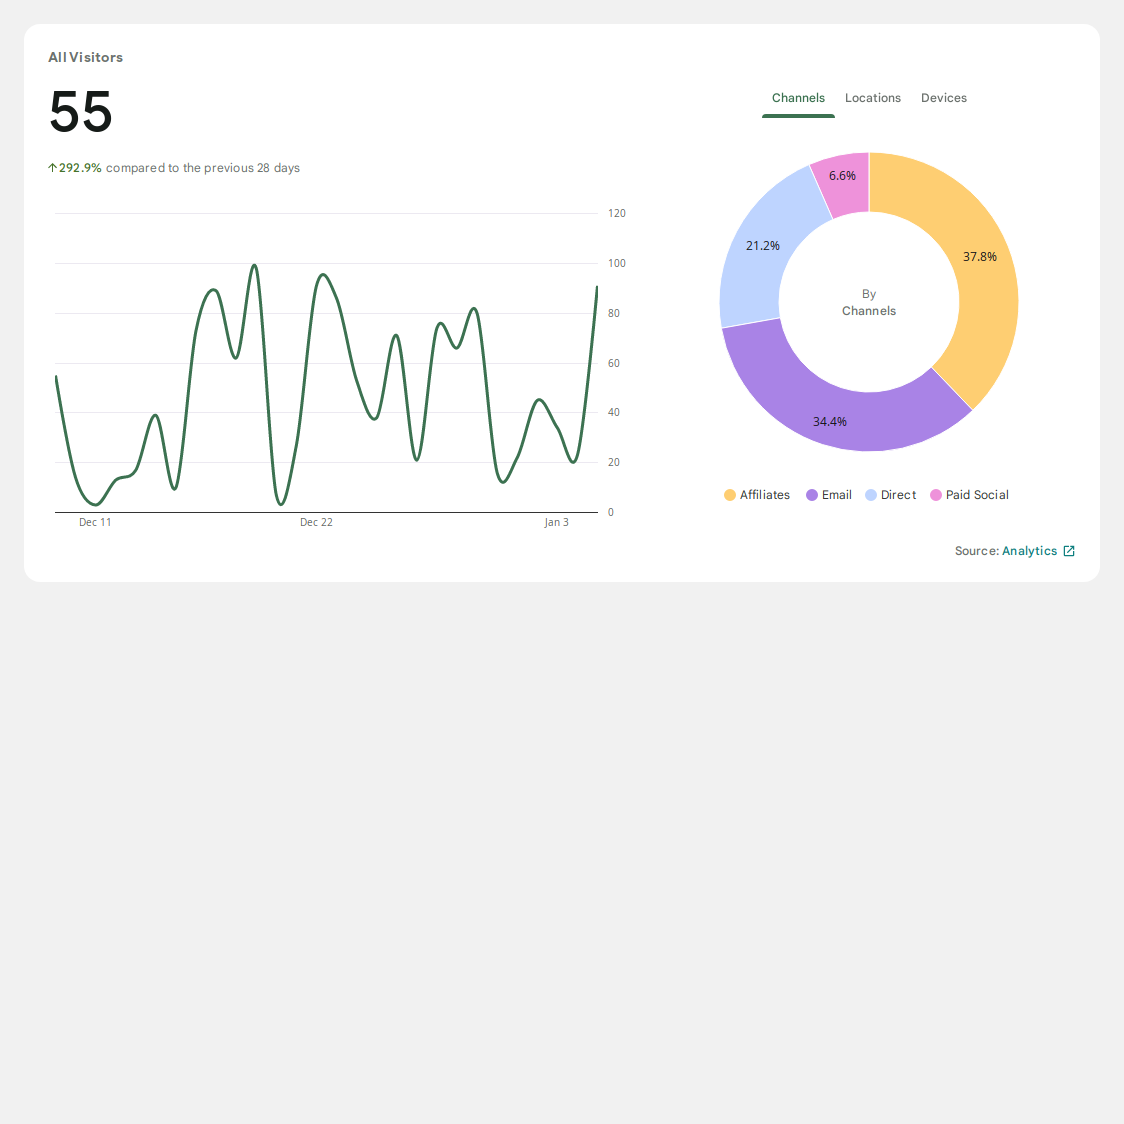 All Visitors
55
292.9% compared to the previous 28 days
120
100
80
60
40
20
0
Dec 11
Dec 22
Jan 3
Channels
Locations
Devices
6.6%
37.8%
21.2%
34.4%
By
Channels
Affiliates
Email
Direct
Paid Social
Source: Analytics